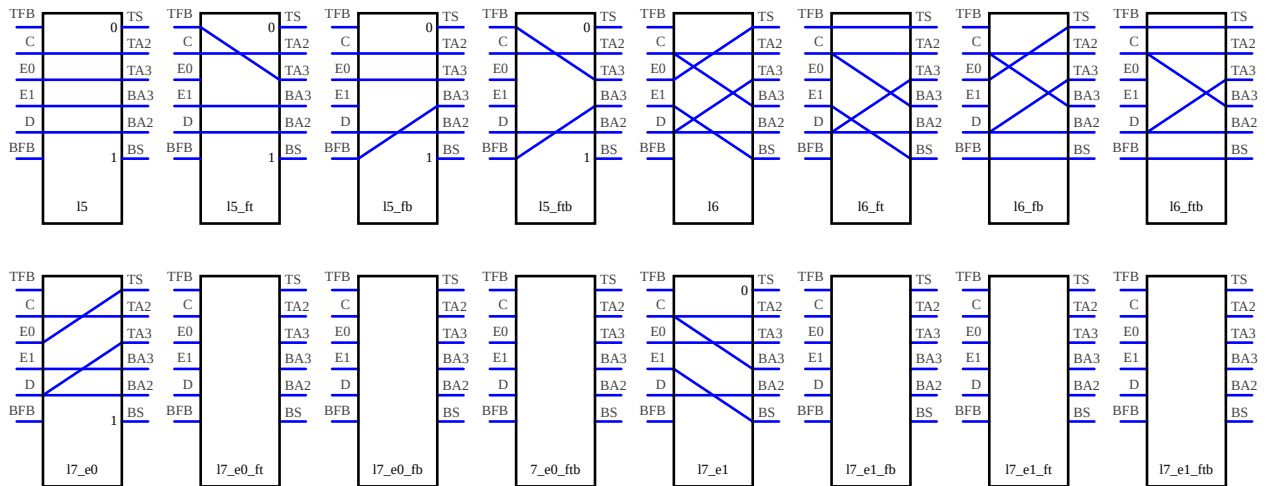 TFB 0 TS TFB 0 TS TFB 0 TS TFB 0 TS TFB TS TFB TS TFB TS TFB TS
C TA2 C TA2 C TA2 C TA2 C TA2 C TA2 C TA2 C TA2
E0 TA3 E0 TA3 E0 TA3 E0 TA3 E0 TA3 E0 TA3 E0 TA3 E0 TA3
E1 BA3 E1 BA3 E1 BA3 E1 BA3 E1 BA3 E1 BA3 E1 BA3 E1 BA3
D BA2 D BA2 D BA2 D BA2 D BA2 D BA2 D BA2 D BA2
BFB 1 BS BFB 1 BS BFB 1 BS BFB 1 BS BFB BS BFB BS BFB BS BFB BS
l5 l5_ft l5_fb l5_ftb l6 l6_ft l6_fb l6_ftb
TFB TS TFB TS TFB TS TFB TS TFB 0 TS TFB TS TFB TS TFB TS
C TA2 C TA2 C TA2 C TA2 C TA2 C TA2 C TA2 C TA2
E0 TA3 E0 TA3 E0 TA3 E0 TA3 E0 TA3 E0 TA3 E0 TA3 E0 TA3
E1 BA3 E1 BA3 E1 BA3 E1 BA3 E1 BA3 E1 BA3 E1 BA3 E1 BA3
D BA2 D BA2 D BA2 D BA2 D BA2 D BA2 D BA2 D BA2
BFB 1 BS BFB BS BFB BS BFB BS BFB BS BFB BS BFB BS BFB BS
l7_e0 l7_e0_ft l7_e0_fb 7_e0_ftb l7_e1 l7_e1_fb l7_e1_ft l7_e1_ftb